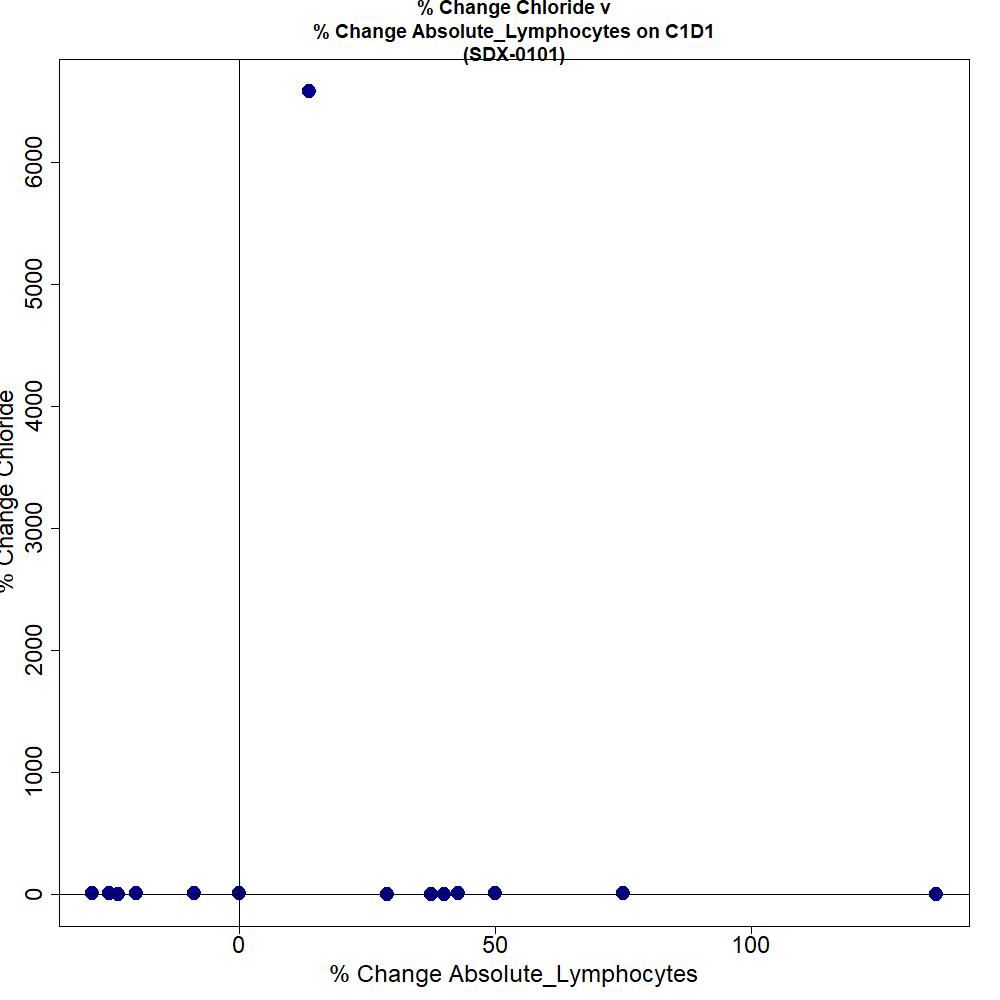 % Change Chloride v
% Change Absolute_Lymphocytes on C1D1
(SDX-0101)
% Change Chloride
6000
5000
4000
3000
2000
1000
0
0
50
100
% Change Absolute_Lymphocytes